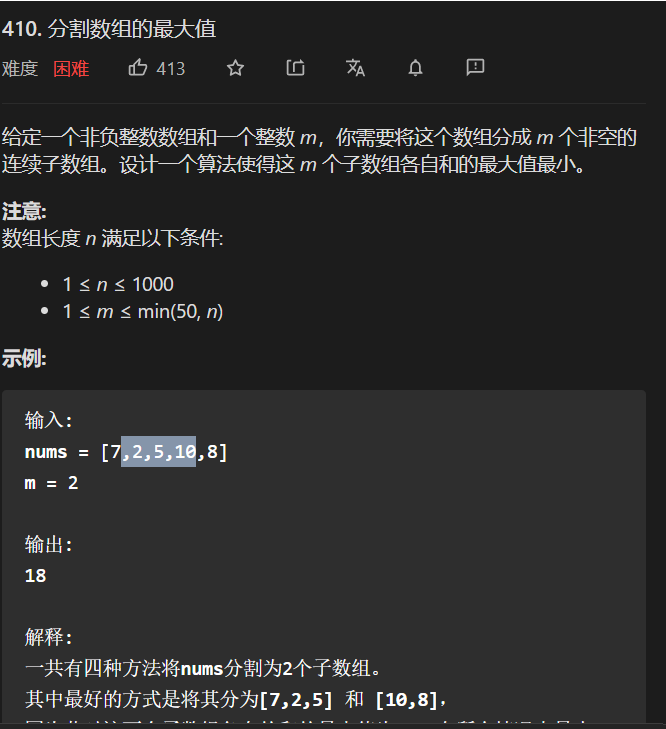 410. 分割数组的最大值
难度 困难 413
给定一个非负整数数组和一个整数 m，你需要将这个数组分成 m 个非空的
连续子数组。设计一个算法使得这 m 个子数组各自和的最大值最小。
注意:
数组长度 n 满足以下条件:
• 1 ≤ n ≤ 1000
• 1 ≤ m ≤ min(50, n)
示例:
输入:
nums = [7,2,5,10,8]
m = 2
输出:
18
解释:
一共有四种方法将nums分割为2个子数组。
其中最好的方式是将其分为[7,2,5] 和 [10,8]，